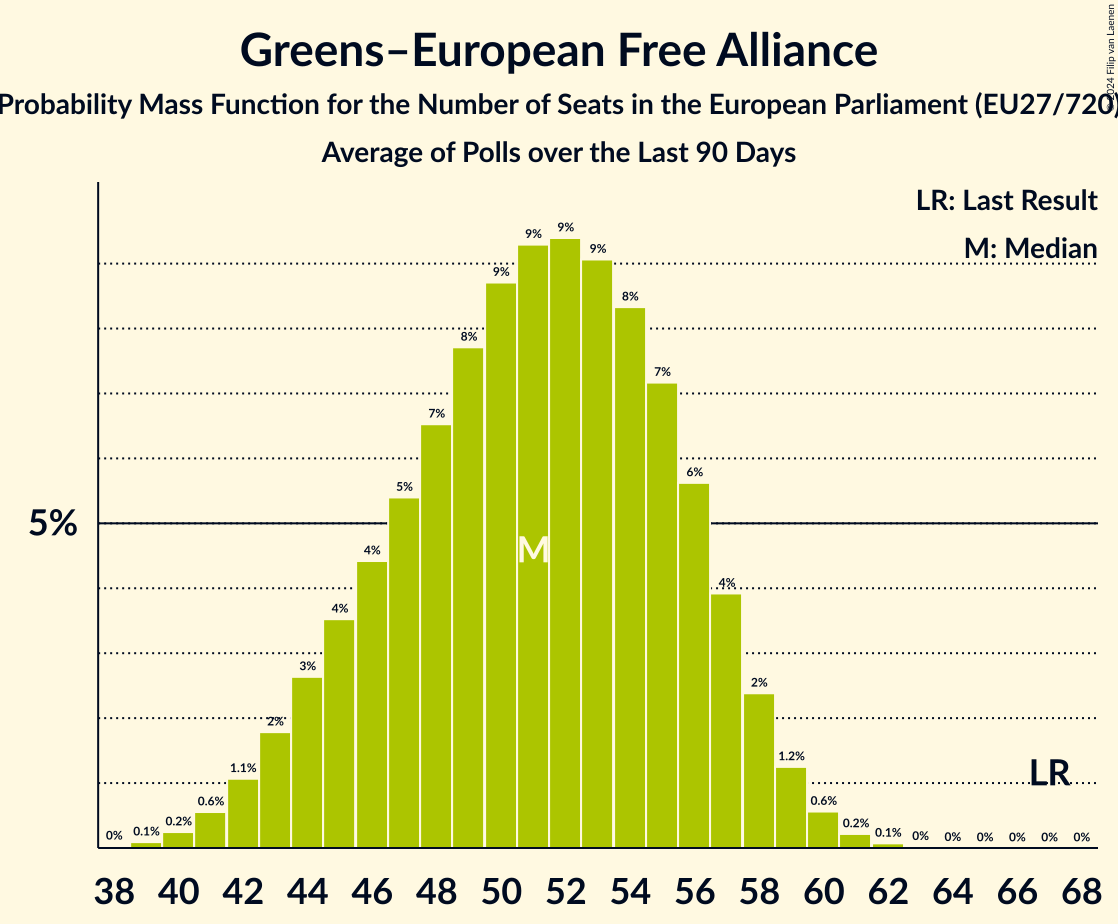 Greens–European Free Alliance
Probability Mass Function for the Number of Seats in the European Parliament (EU27/720)
Average of Polls over the Last 90 Days
2024 Filip van Laenen
LR: Last Result
M: Median
5%
0% 0.1% 0.2% 0.6% 1.1% 2% 3% 4% 4% 5% 7% 8% 9% 9% 9% 9% 8% 7% 6% 4% 2% 1.2% 0.6% 0.2% 0.1% 0% 0% 0% 0% 0% 0%
M
LR
38 40 42 44 46 48 50 52 54 56 58 60 62 64 66 68